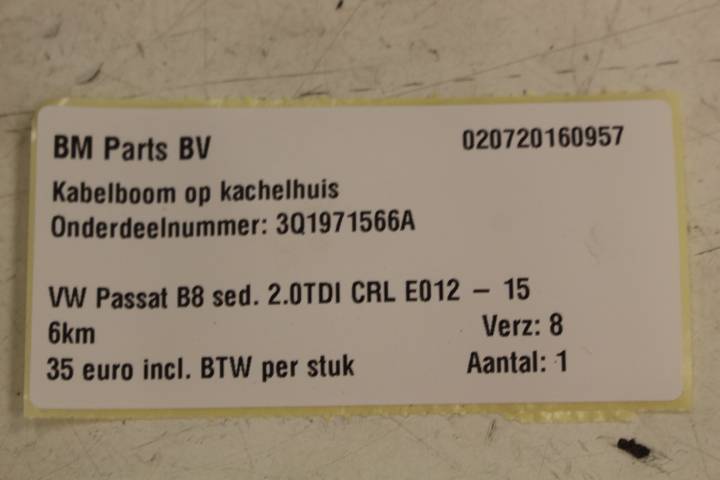 BM Parts BV 020720160957
Kabelboom op kachelhuis
Onderdeelnummer: 3Q1971566A
VW Passat B8 sed. 2.0TDI CRL E012 – 15
6km Verz: 8
35 euro incl. BTW per stuk Aantal: 1